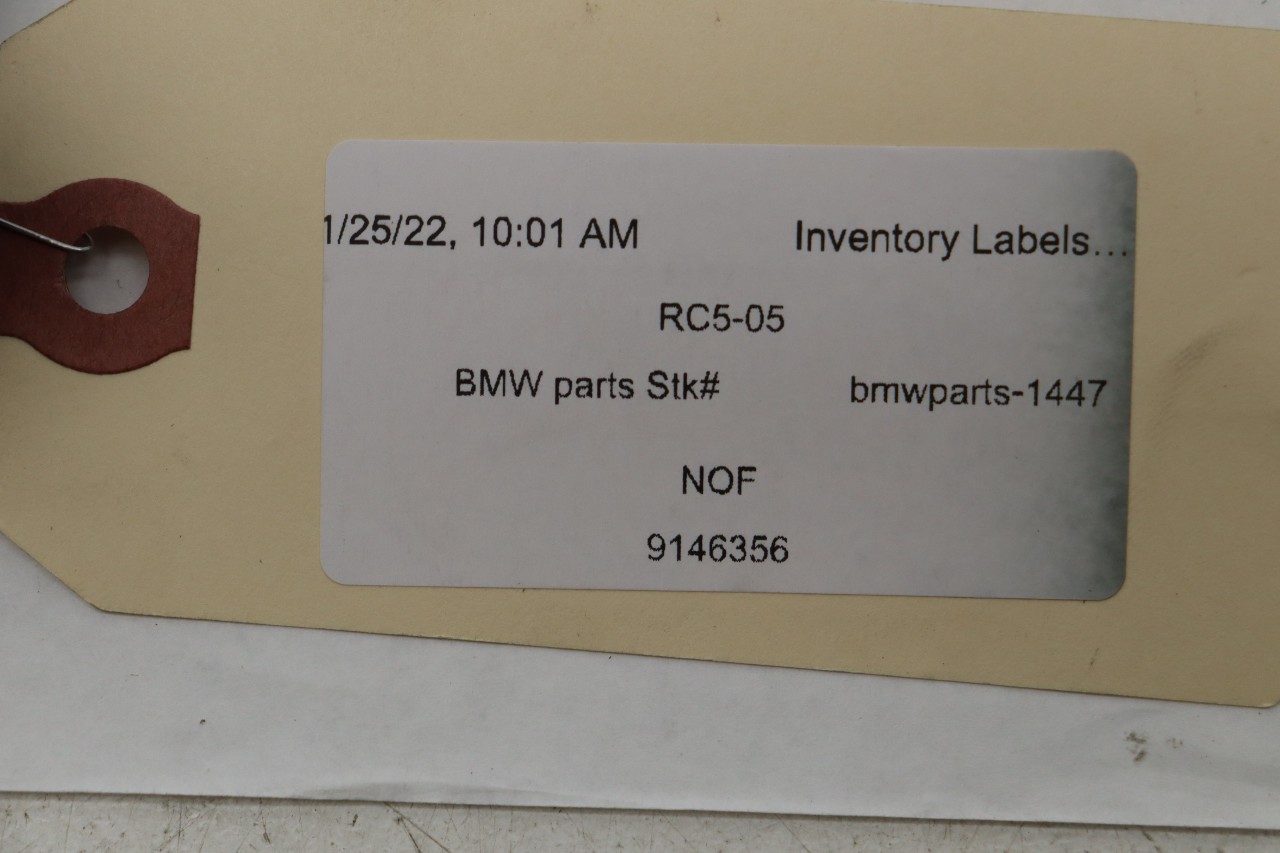 1/25/22, 10:01 AM Inventory Labels...
RC5-05
BMW parts Stk# bmwparts-1447
NOF
9146356